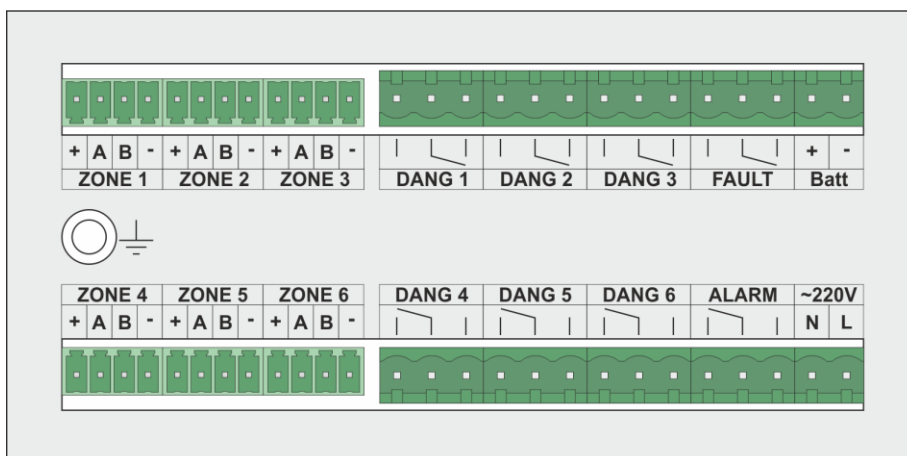 + A B - + A B - + A B - + -
ZONE 1 ZONE 2 ZONE 3 DANG 1 DANG 2 DANG 3 FAULT Batt
ZONE 4 ZONE 5 ZONE 6 DANG 4 DANG 5 DANG 6 ALARM ~220V
+ A B - + A B - + A B - N L